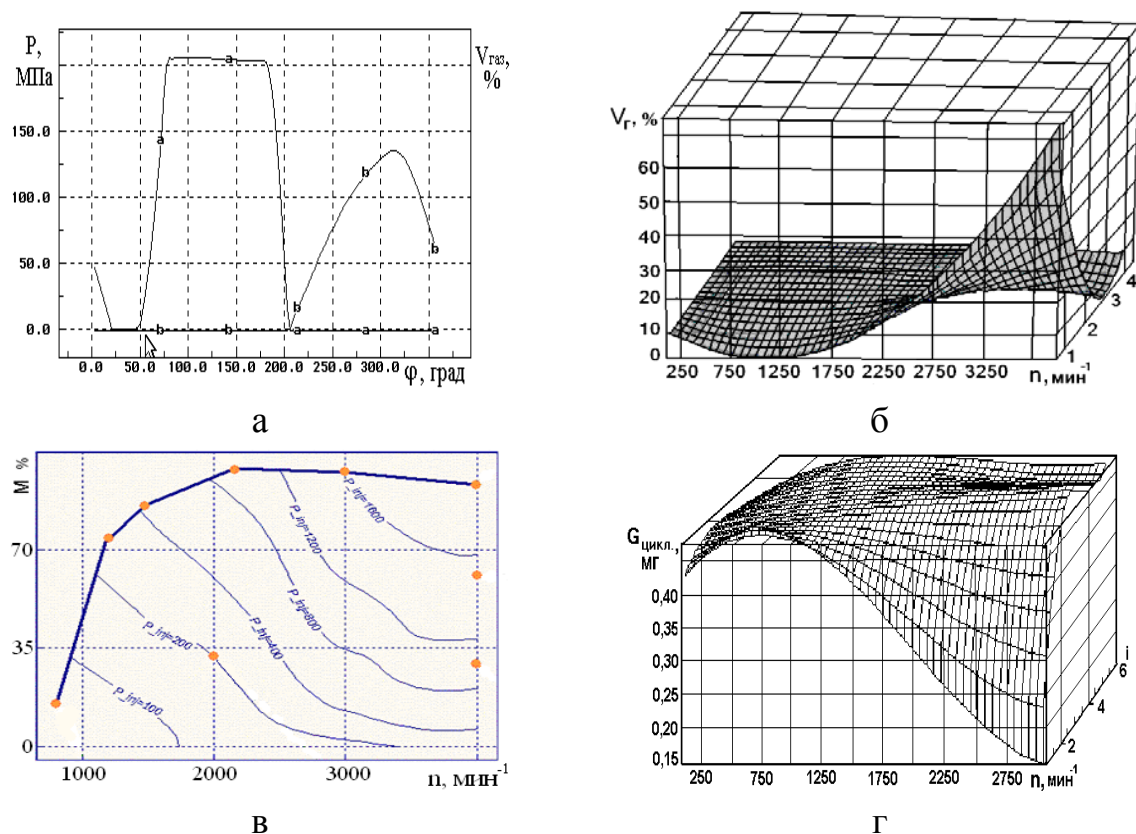 P,
МПа
Vгаз,
%
150.0
100.0
50.0
0.0
a
a
b
b
b
b
b
a
a
a
0.0 50.0 100.0 150.0 200.0 250.0 300.0
φ, град
а
Vг, %
60
50
40
30
20
10
0
250 750 1250 1750 2250 2750 3250
n, мин-1
1
2
3
4
б
M %
70
35
0
P_inj=1600
P_inj=1200
P_inj=800
P_inj=400
P_inj=200
P_inj=100
1000 2000 3000 n, мин-1
в
Gцикл.,
мг
0,40
0,35
0,30
0,25
0,20
0,15
250 750 1250 1750 2250 2750 n, мин-1
2
4
6
i
г